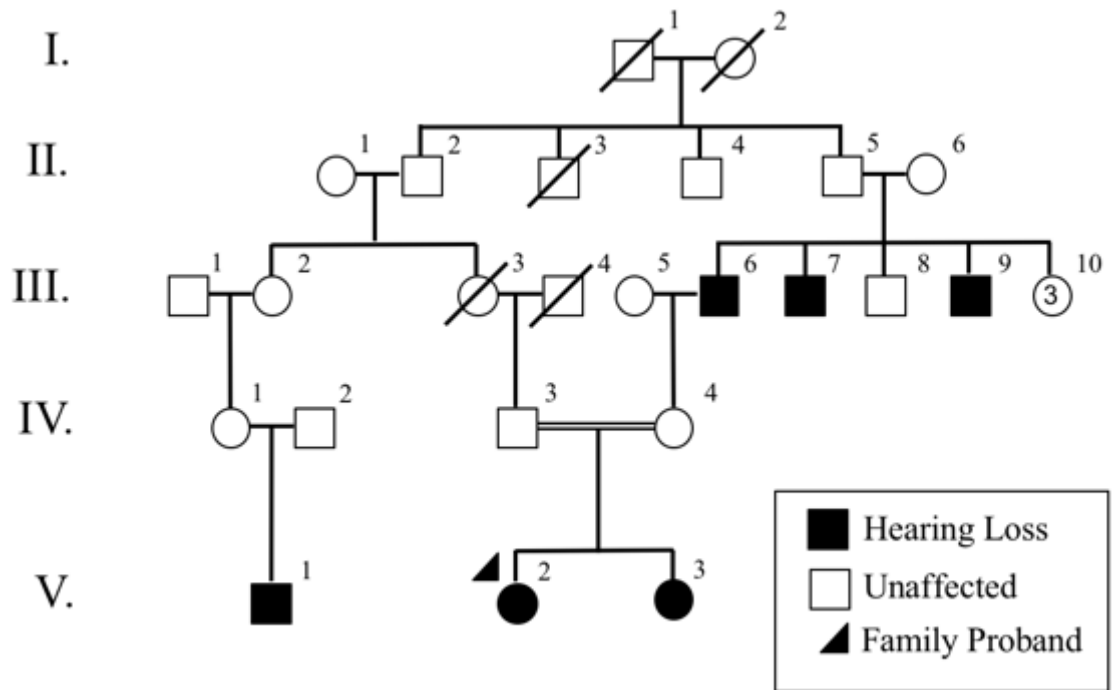 I.
1 2
II.
1 2 3 4 5 6
III.
1 2 3 4 5 6 7 8 9 10
3
IV.
1 2 3 4
V.
1 2 3
Hearing Loss
Unaffected
Family Proband